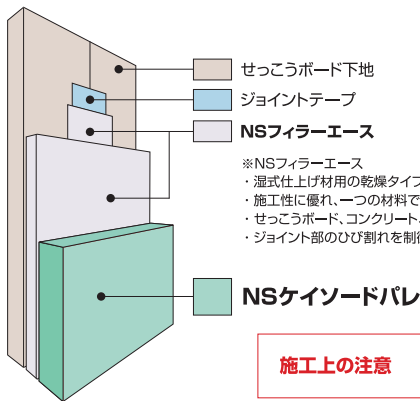 せっこうボード下地
ジョイントテープ
NSフィラーエース
※NSフィラーエース
・湿式仕上げ材用の乾燥タイプ
・施工性に優れ、一つの材料で
・せっこうボード、コンクリート、
・ジョイント部のひび割れを制御
NSケイソードパレ
施工上の注意